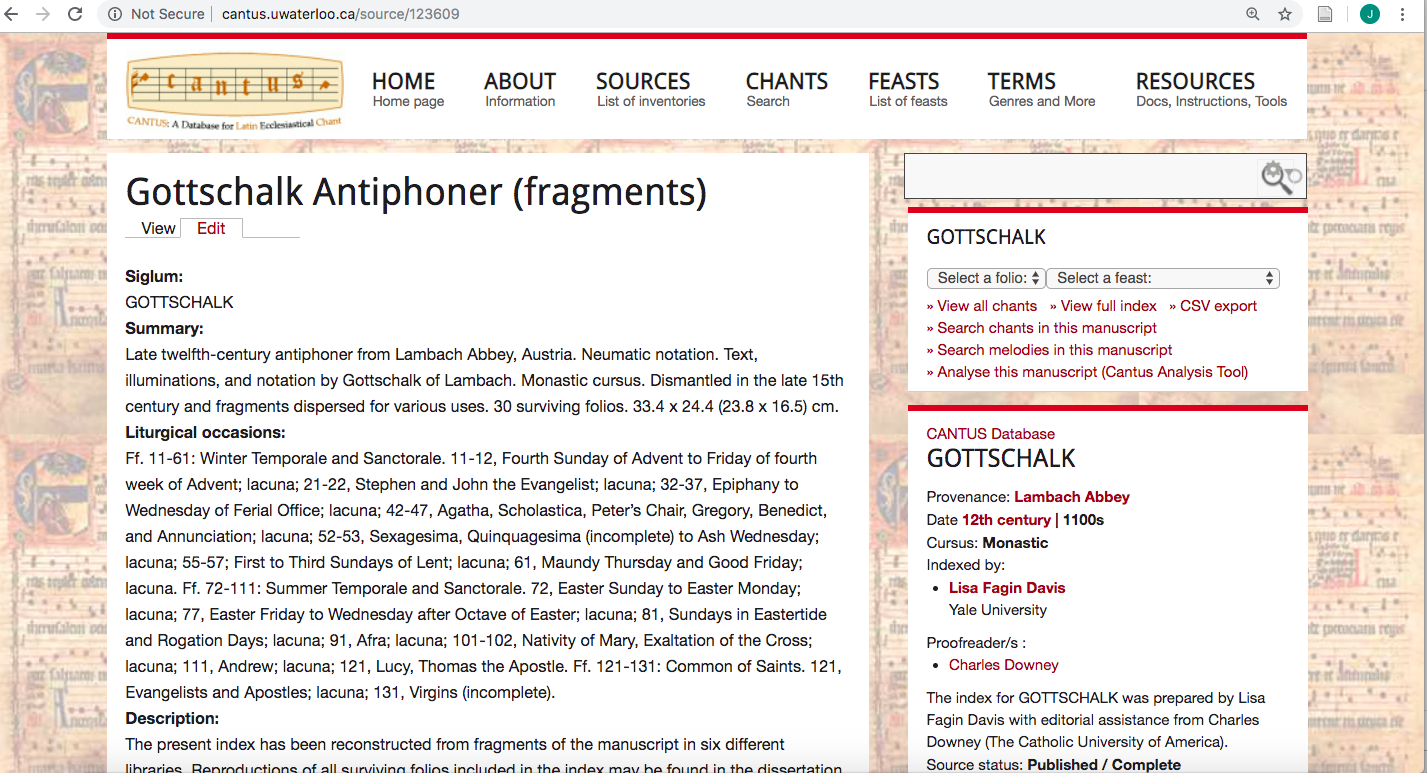 Not Secure | cantus.uwaterloo.ca/source/123609
J
cantus
CANTUS: A Database for Latin Ecclesiastical Chant
HOME
Home page
ABOUT
Information
SOURCES
List of inventories
CHANTS
Search
FEASTS
List of feasts
TERMS
Genres and More
RESOURCES
Docs, Instructions, Tools
Gottschalk Antiphoner (fragments)
View Edit
Siglum:
GOTTSCHALK
Summary:
Late twelfth-century antiphoner from Lambach Abbey, Austria. Neumatic notation. Text,
illuminations, and notation by Gottschalk of Lambach. Monastic cursus. Dismantled in the late 15th
century and fragments dispersed for various uses. 30 surviving folios. 33.4 x 24.4 (23.8 x 16.5) cm.
Liturgical occasions:
Ff. 11-61: Winter Temporale and Sanctorale. 11-12, Fourth Sunday of Advent to Friday of fourth
week of Advent; lacuna; 21-22, Stephen and John the Evangelist; lacuna; 32-37, Epiphany to
Wednesday of Ferial Office; lacuna; 42-47, Agatha, Scholastica, Peter’s Chair, Gregory, Benedict,
and Annunciation; lacuna; 52-53, Sexagesima, Quinquagesima (incomplete) to Ash Wednesday;
lacuna; 55-57; First to Third Sundays of Lent; lacuna; 61, Maundy Thursday and Good Friday;
lacuna. Ff. 72-111: Summer Temporale and Sanctorale. 72, Easter Sunday to Easter Monday;
lacuna; 77, Easter Friday to Wednesday after Octave of Easter; lacuna; 81, Sundays in Eastertide
and Rogation Days; lacuna; 91, Afra; lacuna; 101-102, Nativity of Mary, Exaltation of the Cross;
lacuna; 111, Andrew; lacuna; 121, Lucy, Thomas the Apostle. Ff. 121-131: Common of Saints. 121,
Evangelists and Apostles; lacuna; 131, Virgins (incomplete).
Description:
The present index has been reconstructed from fragments of the manuscript in six different
libraries. Reproductions of all surviving folios included in the index may be found in the dissertation
GOTTSCHALK
Select a folio: Select a feast:
» View all chants » View full index » CSV export
» Search chants in this manuscript
» Search melodies in this manuscript
» Analyse this manuscript (Cantus Analysis Tool)
CANTUS Database
GOTTSCHALK
Provenance: Lambach Abbey
Date 12th century | 1100s
Cursus: Monastic
Indexed by:
• Lisa Fagin Davis
Yale University
Proofreader/s :
• Charles Downey
The index for GOTTSCHALK was prepared by Lisa
Fagin Davis with editorial assistance from Charles
Downey (The Catholic University of America).
Source status: Published / Complete